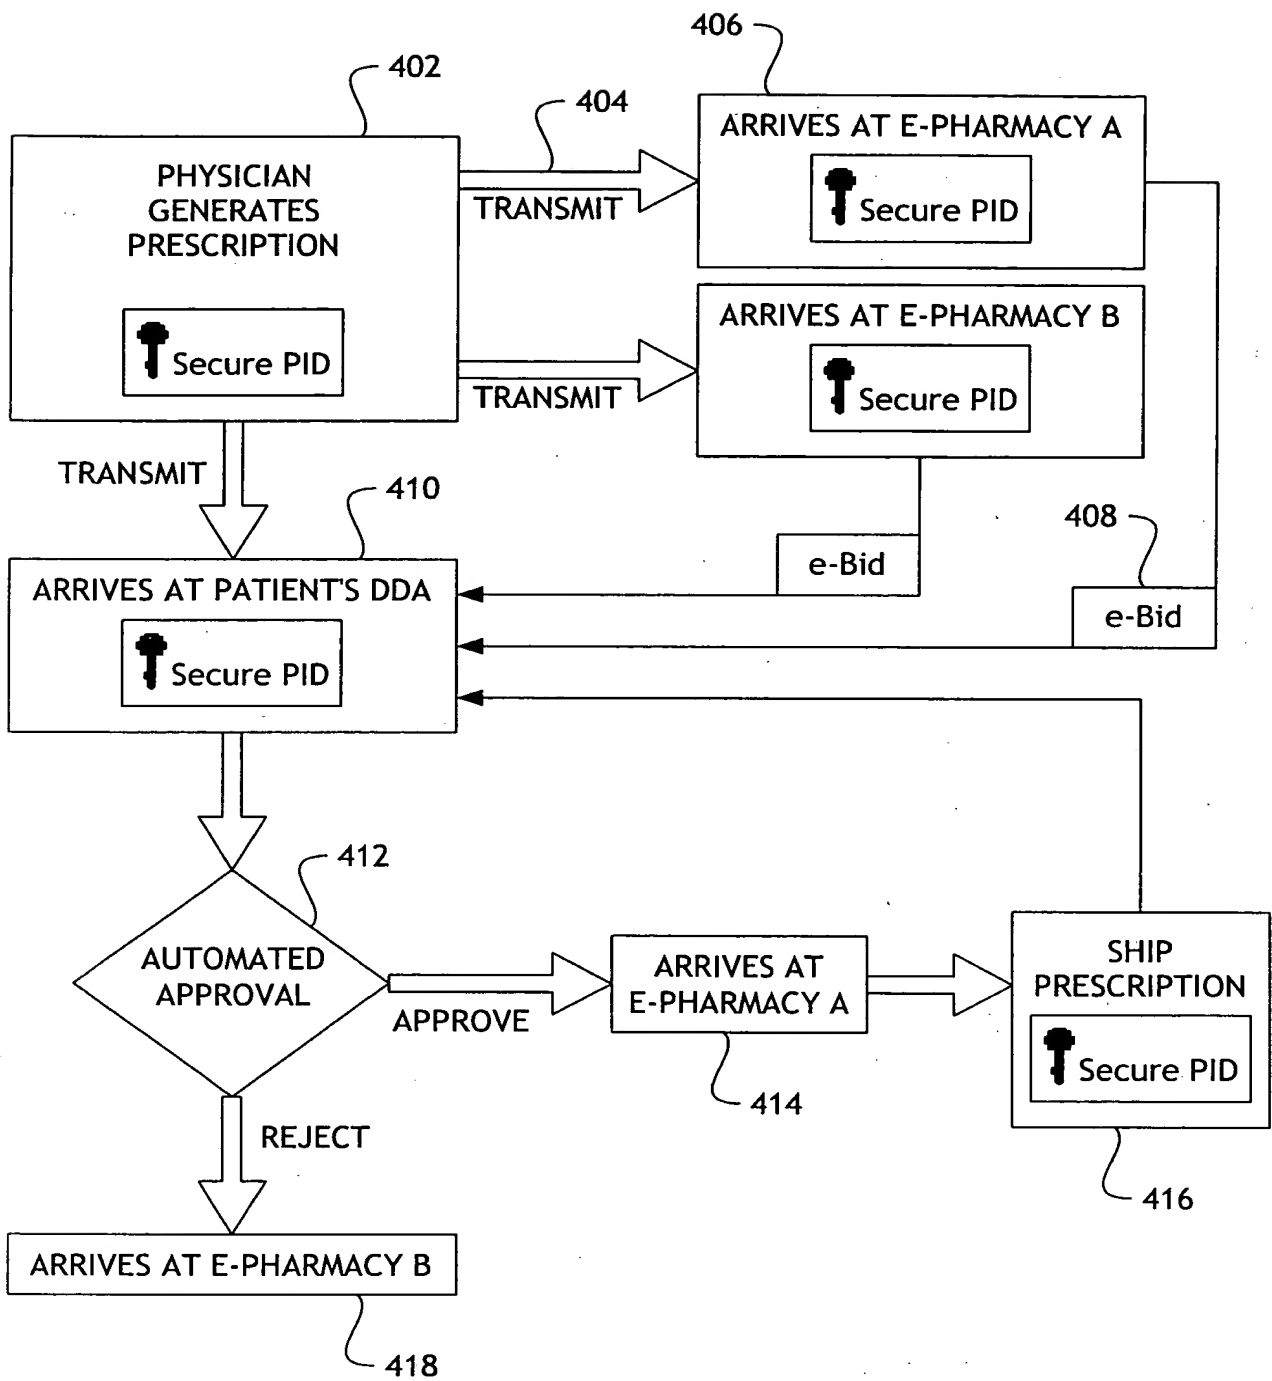 406
402
404
ARRIVES AT E-PHARMACY A
Secure PID
PHYSICIAN
GENERATES
PRESCRIPTION
Secure PID
TRANSMIT
ARRIVES AT E-PHARMACY B
Secure PID
TRANSMIT
TRANSMIT
410
408
e-Bid
e-Bid
ARRIVES AT PATIENT'S DDA
Secure PID
412
AUTOMATED
APPROVAL
APPROVE
ARRIVES AT
E-PHARMACY A
414
SHIP
PRESCRIPTION
Secure PID
416
REJECT
ARRIVES AT E-PHARMACY B
418